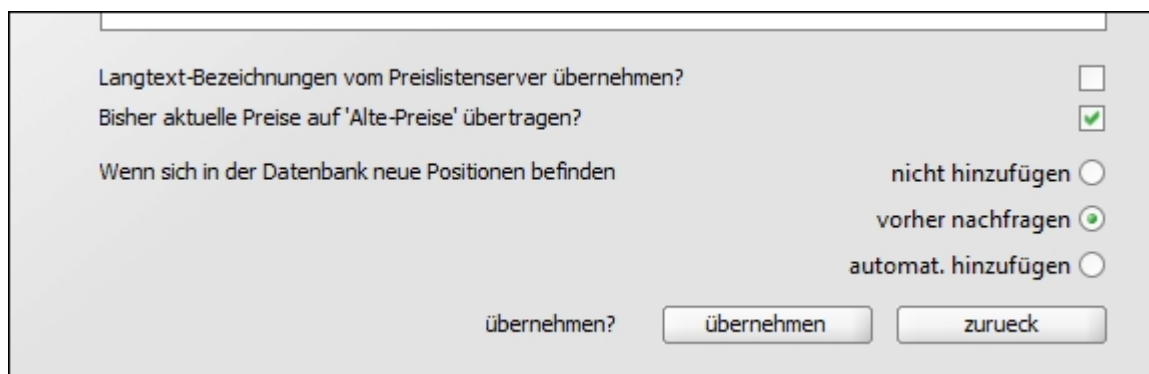 Langtext-Bezeichnungen vom Preislistenserver übernehmen?
Bisher aktuelle Preise auf 'Alte-Preise' übertragen?
Wenn sich in der Datenbank neue Positionen befinden nicht hinzufügen
vorher nachfragen
automat. hinzufügen
übernehmen? übernehmen zurueck